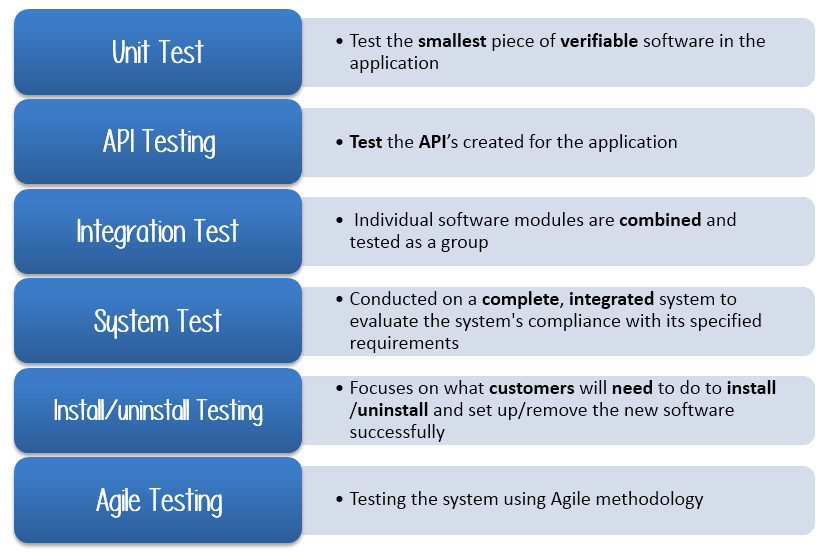 Unit Test
• Test the smallest piece of verifiable software in the
application
API Testing
• Test the API’s created for the application
Integration Test
• Individual software modules are combined and
tested as a group
System Test
• Conducted on a complete, integrated system to
evaluate the system's compliance with its specified
requirements
Install/uninstall Testing
• Focuses on what customers will need to do to install
/uninstall and set up/remove the new software
successfully
Agile Testing
• Testing the system using Agile methodology